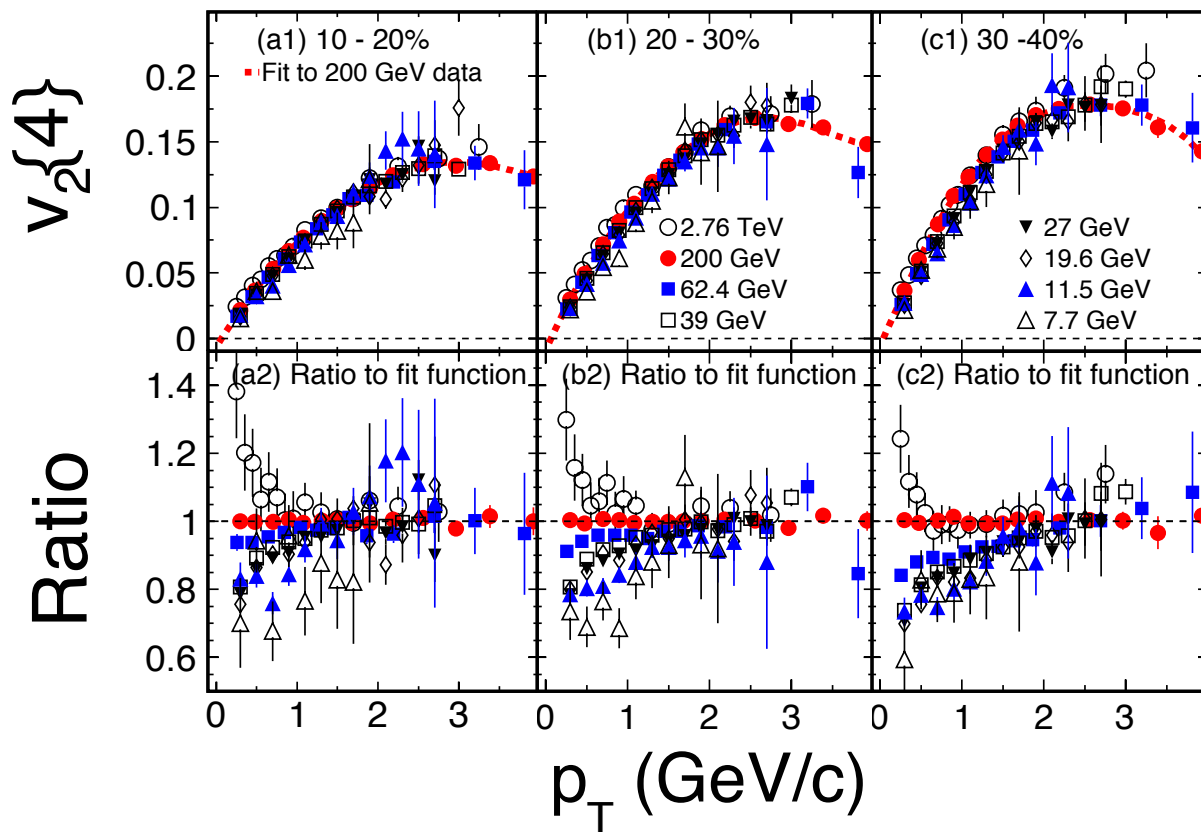 (a1) 10 - 20%
(b1) 20 - 30%
(c1) 30 -40%
Fit to 200 GeV data
v2{4}
0.2
0.15
0.1
0.05
0
2.76 TeV
200 GeV
62.4 GeV
39 GeV
27 GeV
19.6 GeV
11.5 GeV
7.7 GeV
(a2) Ratio to fit function
(b2) Ratio to fit function
(c2) Ratio to fit function
Ratio
1.4
1.2
1
0.8
0.6
0 1 2 3
0 1 2 3
0 1 2 3
pT (GeV/c)